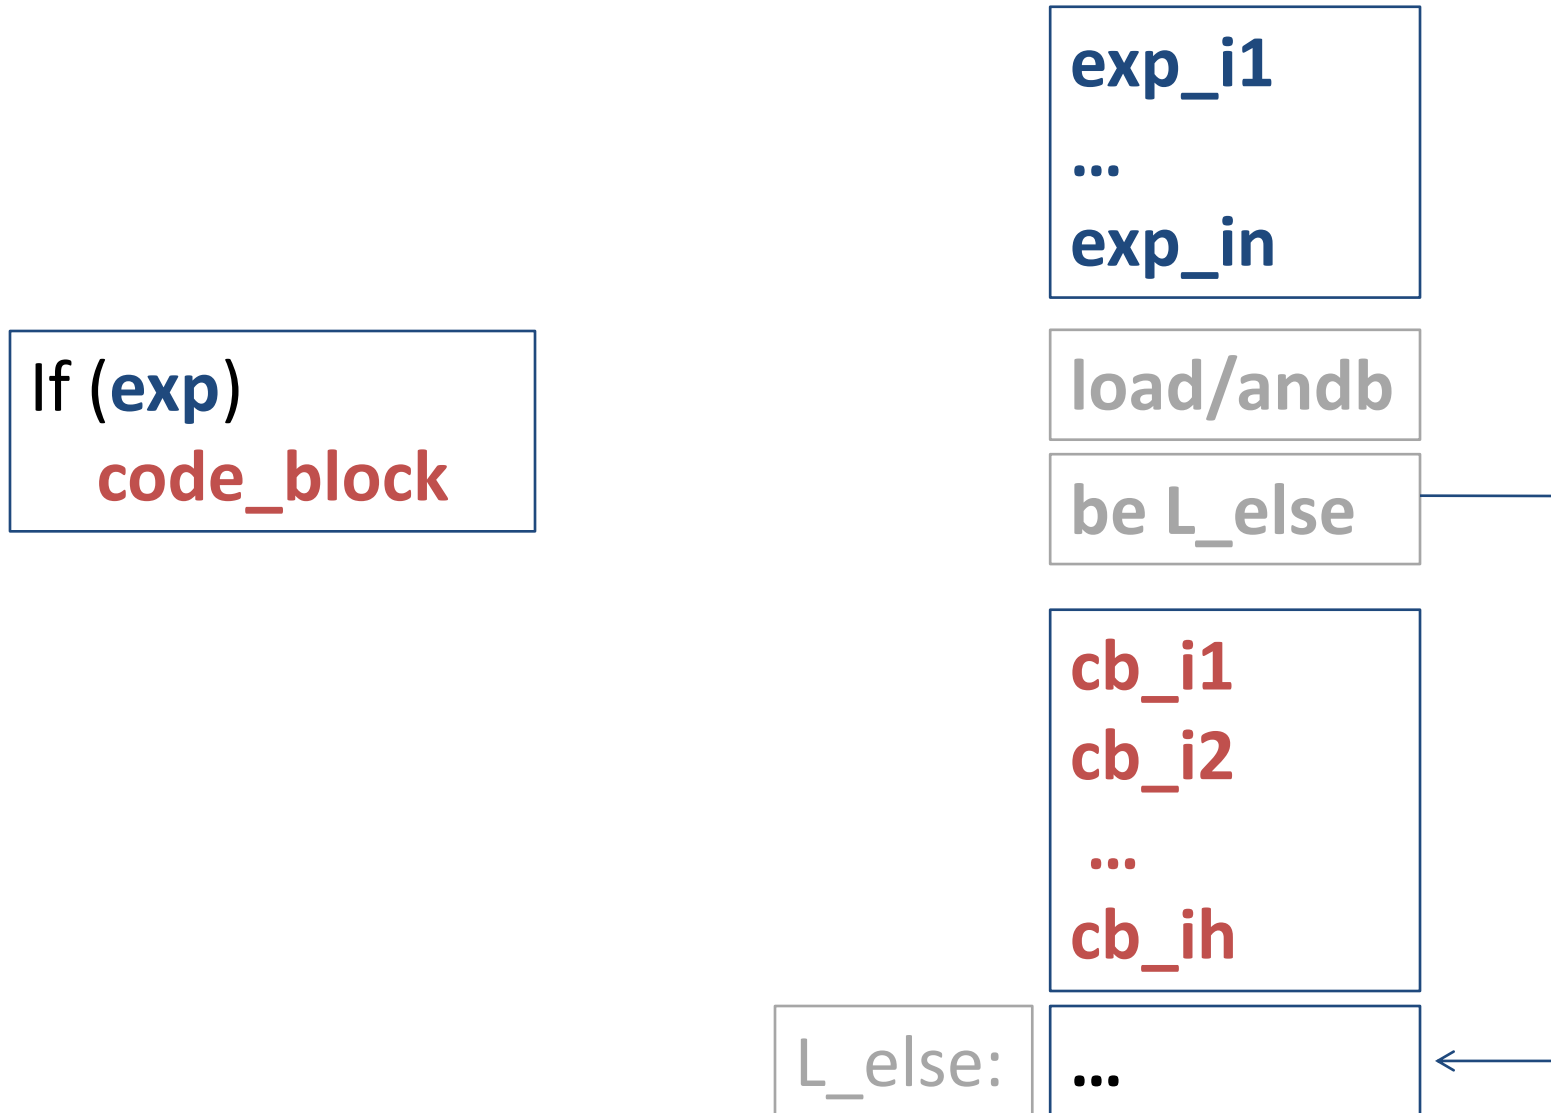 If (exp)
code_block
exp_i1
...
exp_in
load/andb
be L_else
cb_i1
cb_i2
...
cb_ih
L_else: ...